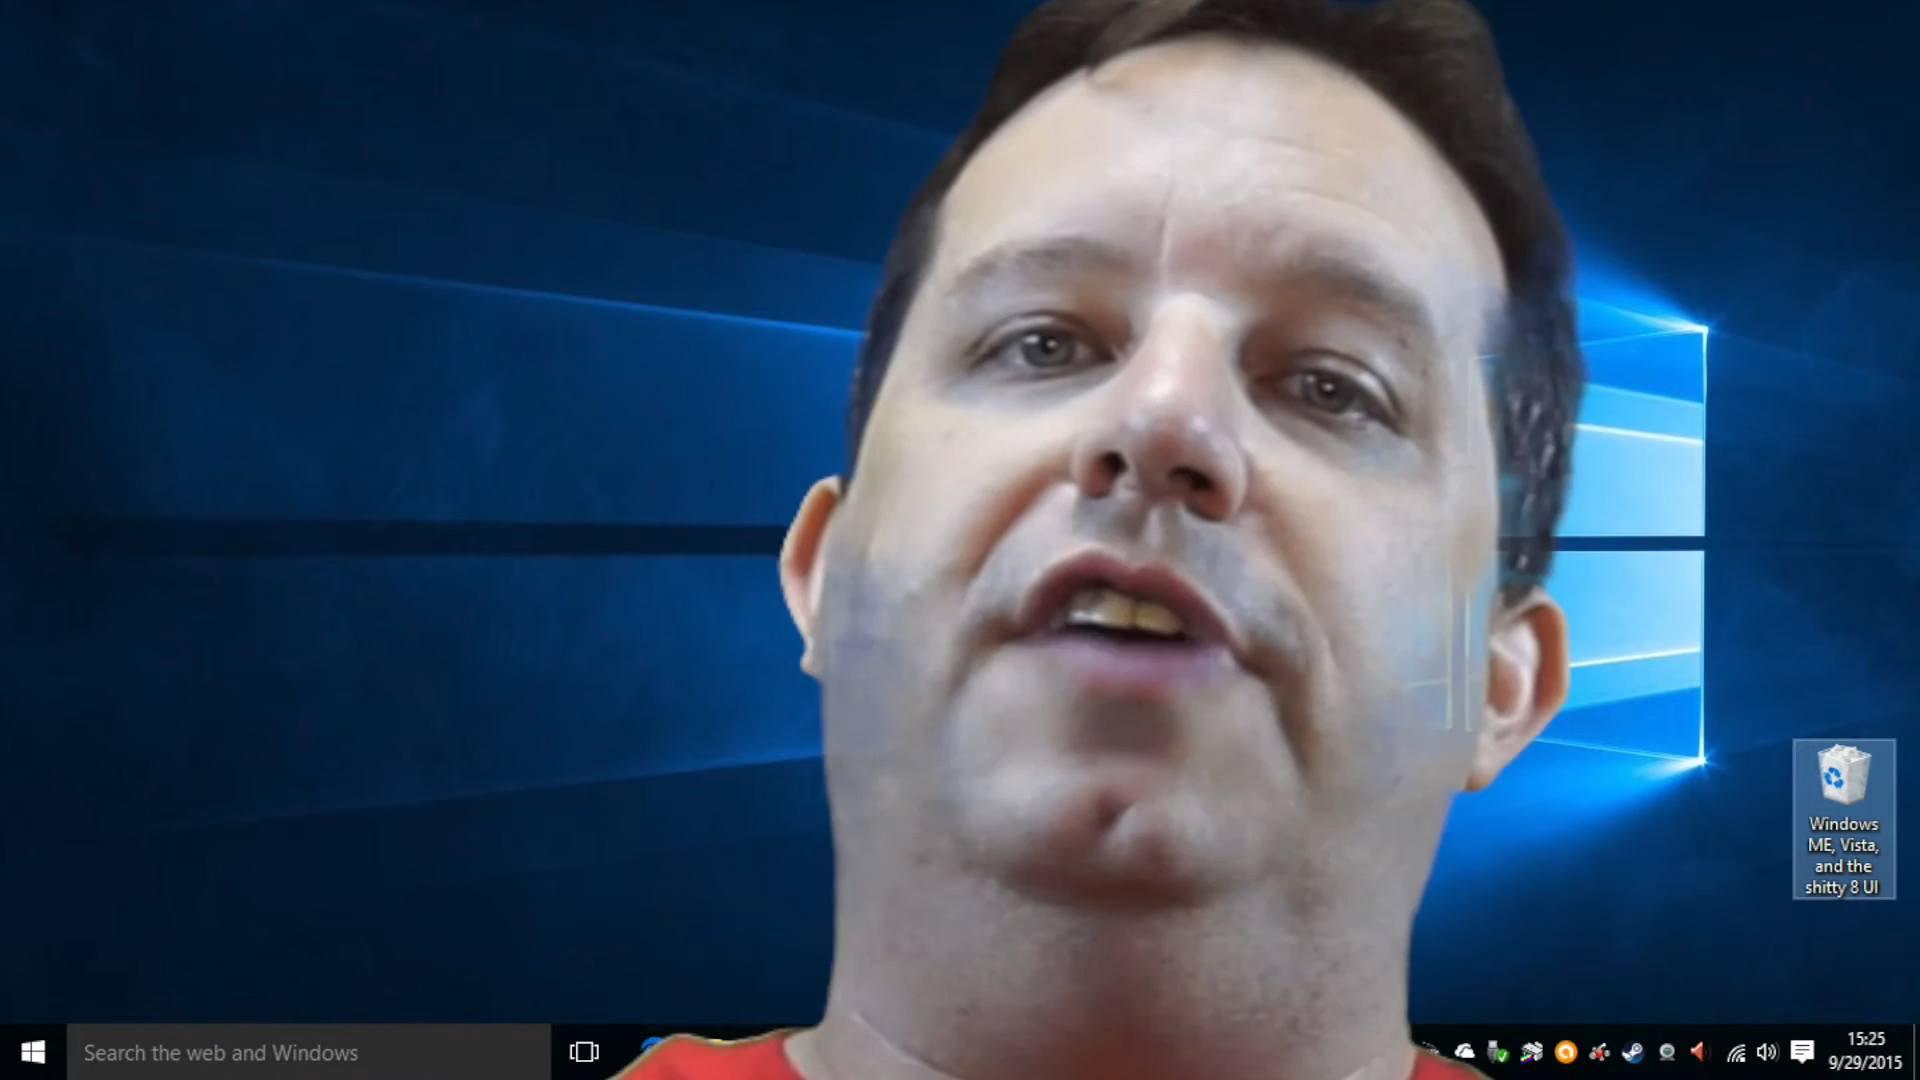 Windows
ME, Vista,
and the
shitty 8 UI
Search the web and Windows
15:25
9/29/2015